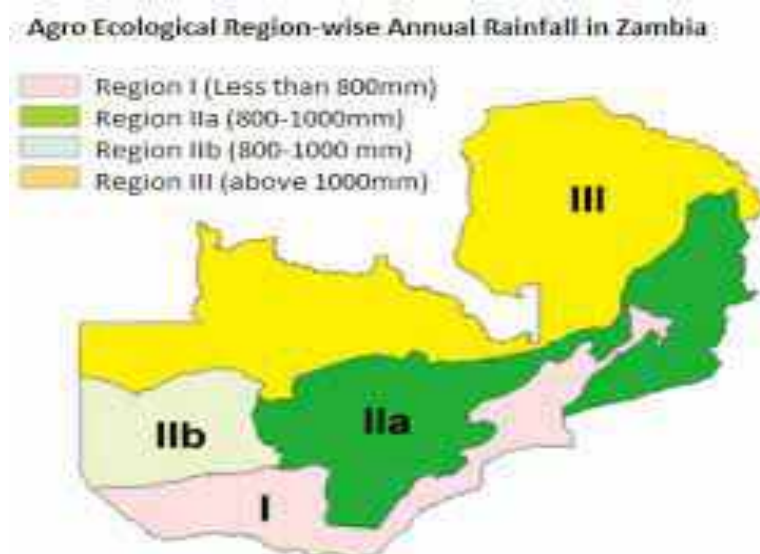 Agro Ecological Region-wise Annual Rainfall in Zambia
Region I (Less than 800mm)
Region IIa (800-1000mm)
Region IIb (800-1000 mm)
Region III (above 1000mm)
III
IIb
IIa
I